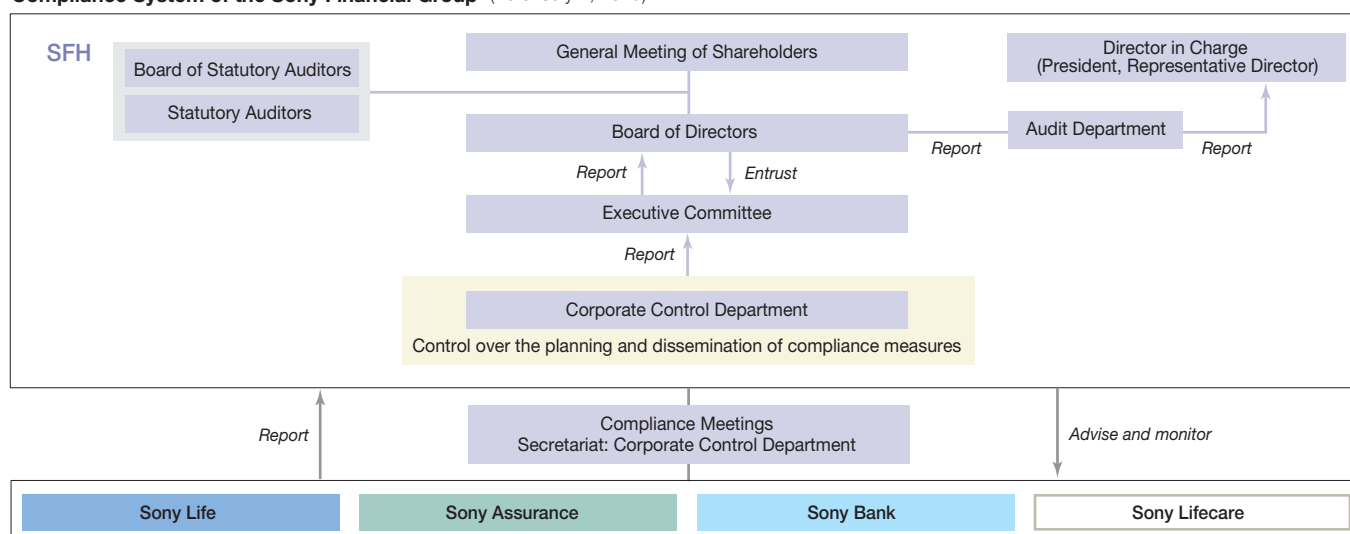 SFH
General Meeting of Shareholders
Director in Charge
(President, Representative Director)
Board of Statutory Auditors
Statutory Auditors
Board of Directors
Audit Department
Report
Report
Report
Entrust
Executive Committee
Report
Corporate Control Department
Control over the planning and dissemination of compliance measures
Report
Compliance Meetings
Secretariat: Corporate Control Department
Advise and monitor
Sony Life
Sony Assurance
Sony Bank
Sony Lifecare